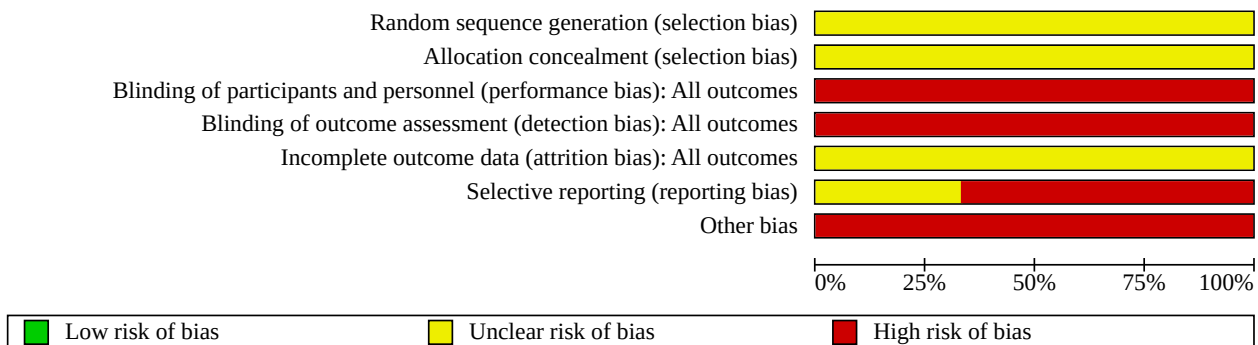 Random sequence generation (selection bias)
Allocation concealment (selection bias)
Blinding of participants and personnel (performance bias): All outcomes
Blinding of outcome assessment (detection bias): All outcomes
Incomplete outcome data (attrition bias): All outcomes
Selective reporting (reporting bias)
Other bias
0% 25% 50% 75% 100%
Low risk of bias Unclear risk of bias High risk of bias